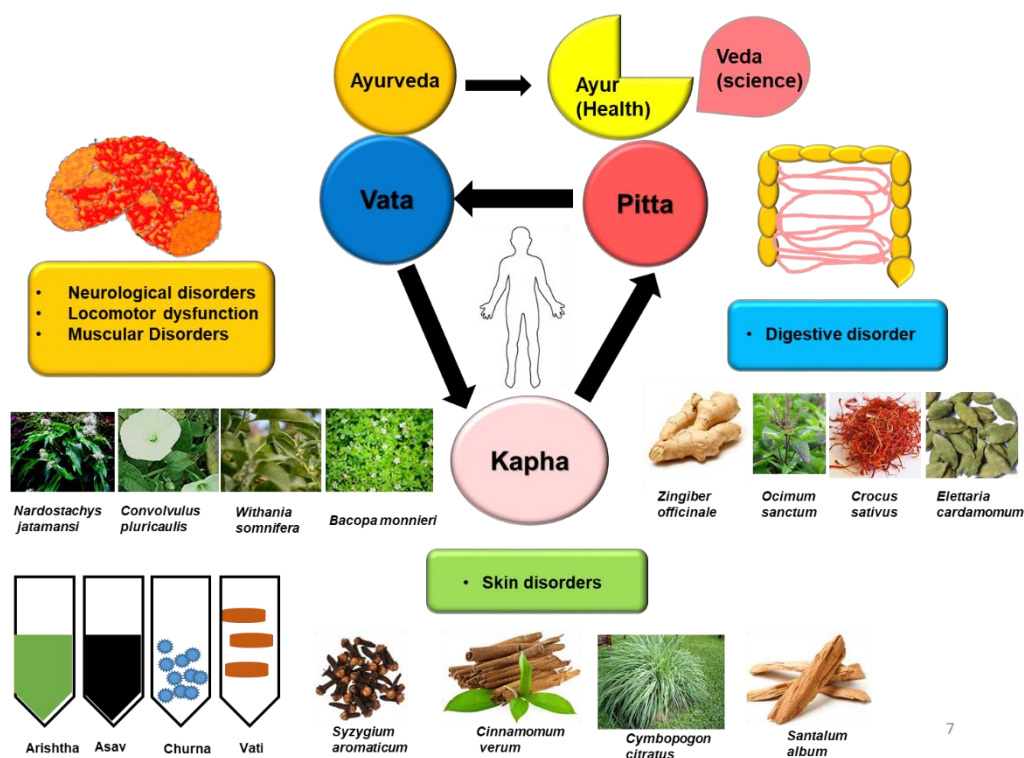 Ayurveda
Ayur
(Health)
Veda
(science)
Vata
Pitta
• Neurological disorders
• Locomotor dysfunction
• Muscular Disorders
• Digestive disorder
Kapha
Nardostachys
jatamansi
Convolvulus
pluricaulis
Withania
somnifera
Bacopa monnieri
Zingiber
officinale
Ocimum
sanctum
Crocus
sativus
Elettaria
cardamomum
• Skin disorders
Arishtha
Asav
Churna
Vati
Syzygium
aromaticum
Cinnamomum
verum
Cymbopogon
citratus
Santalum
album
7